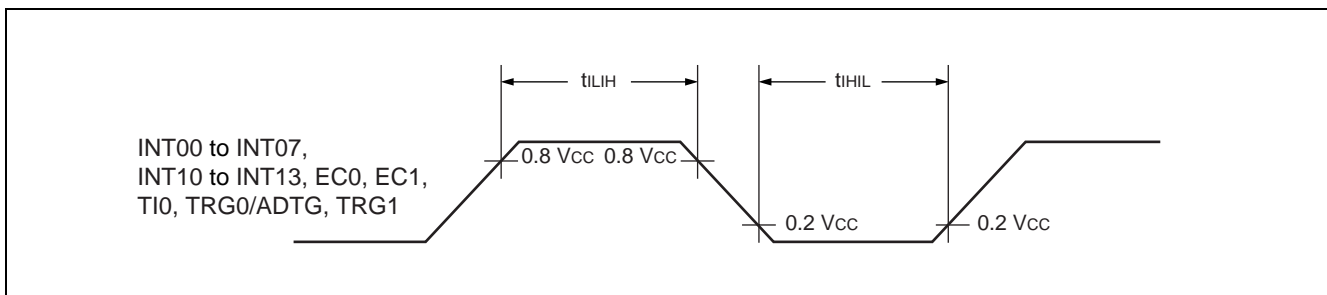 tILIH
tIHIL
INT00 to INT07,
INT10 to INT13, EC0, EC1,
TI0, TRG0/ADTG, TRG1
0.8 VCC 0.8 VCC
0.2 VCC
0.2 VCC